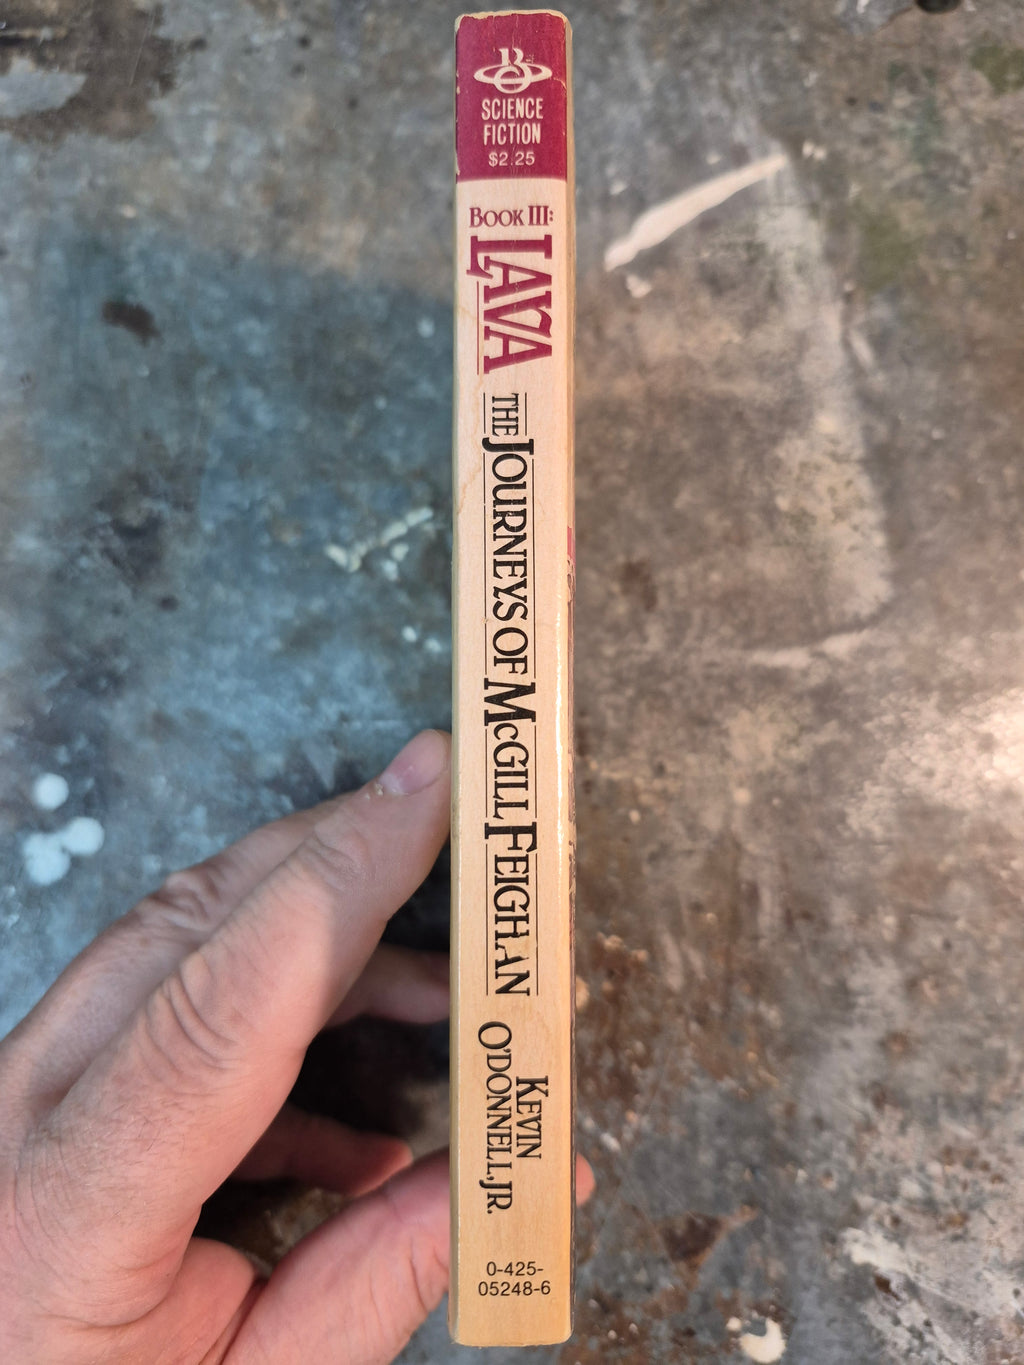 B
SCIENCE
FICTION
$2.25
BOOK III:
LAVA
THE JOURNEYS OF MCGILL FEIGHAN
KEVIN
O'DONNELL, JR.
0-425-
05248-6